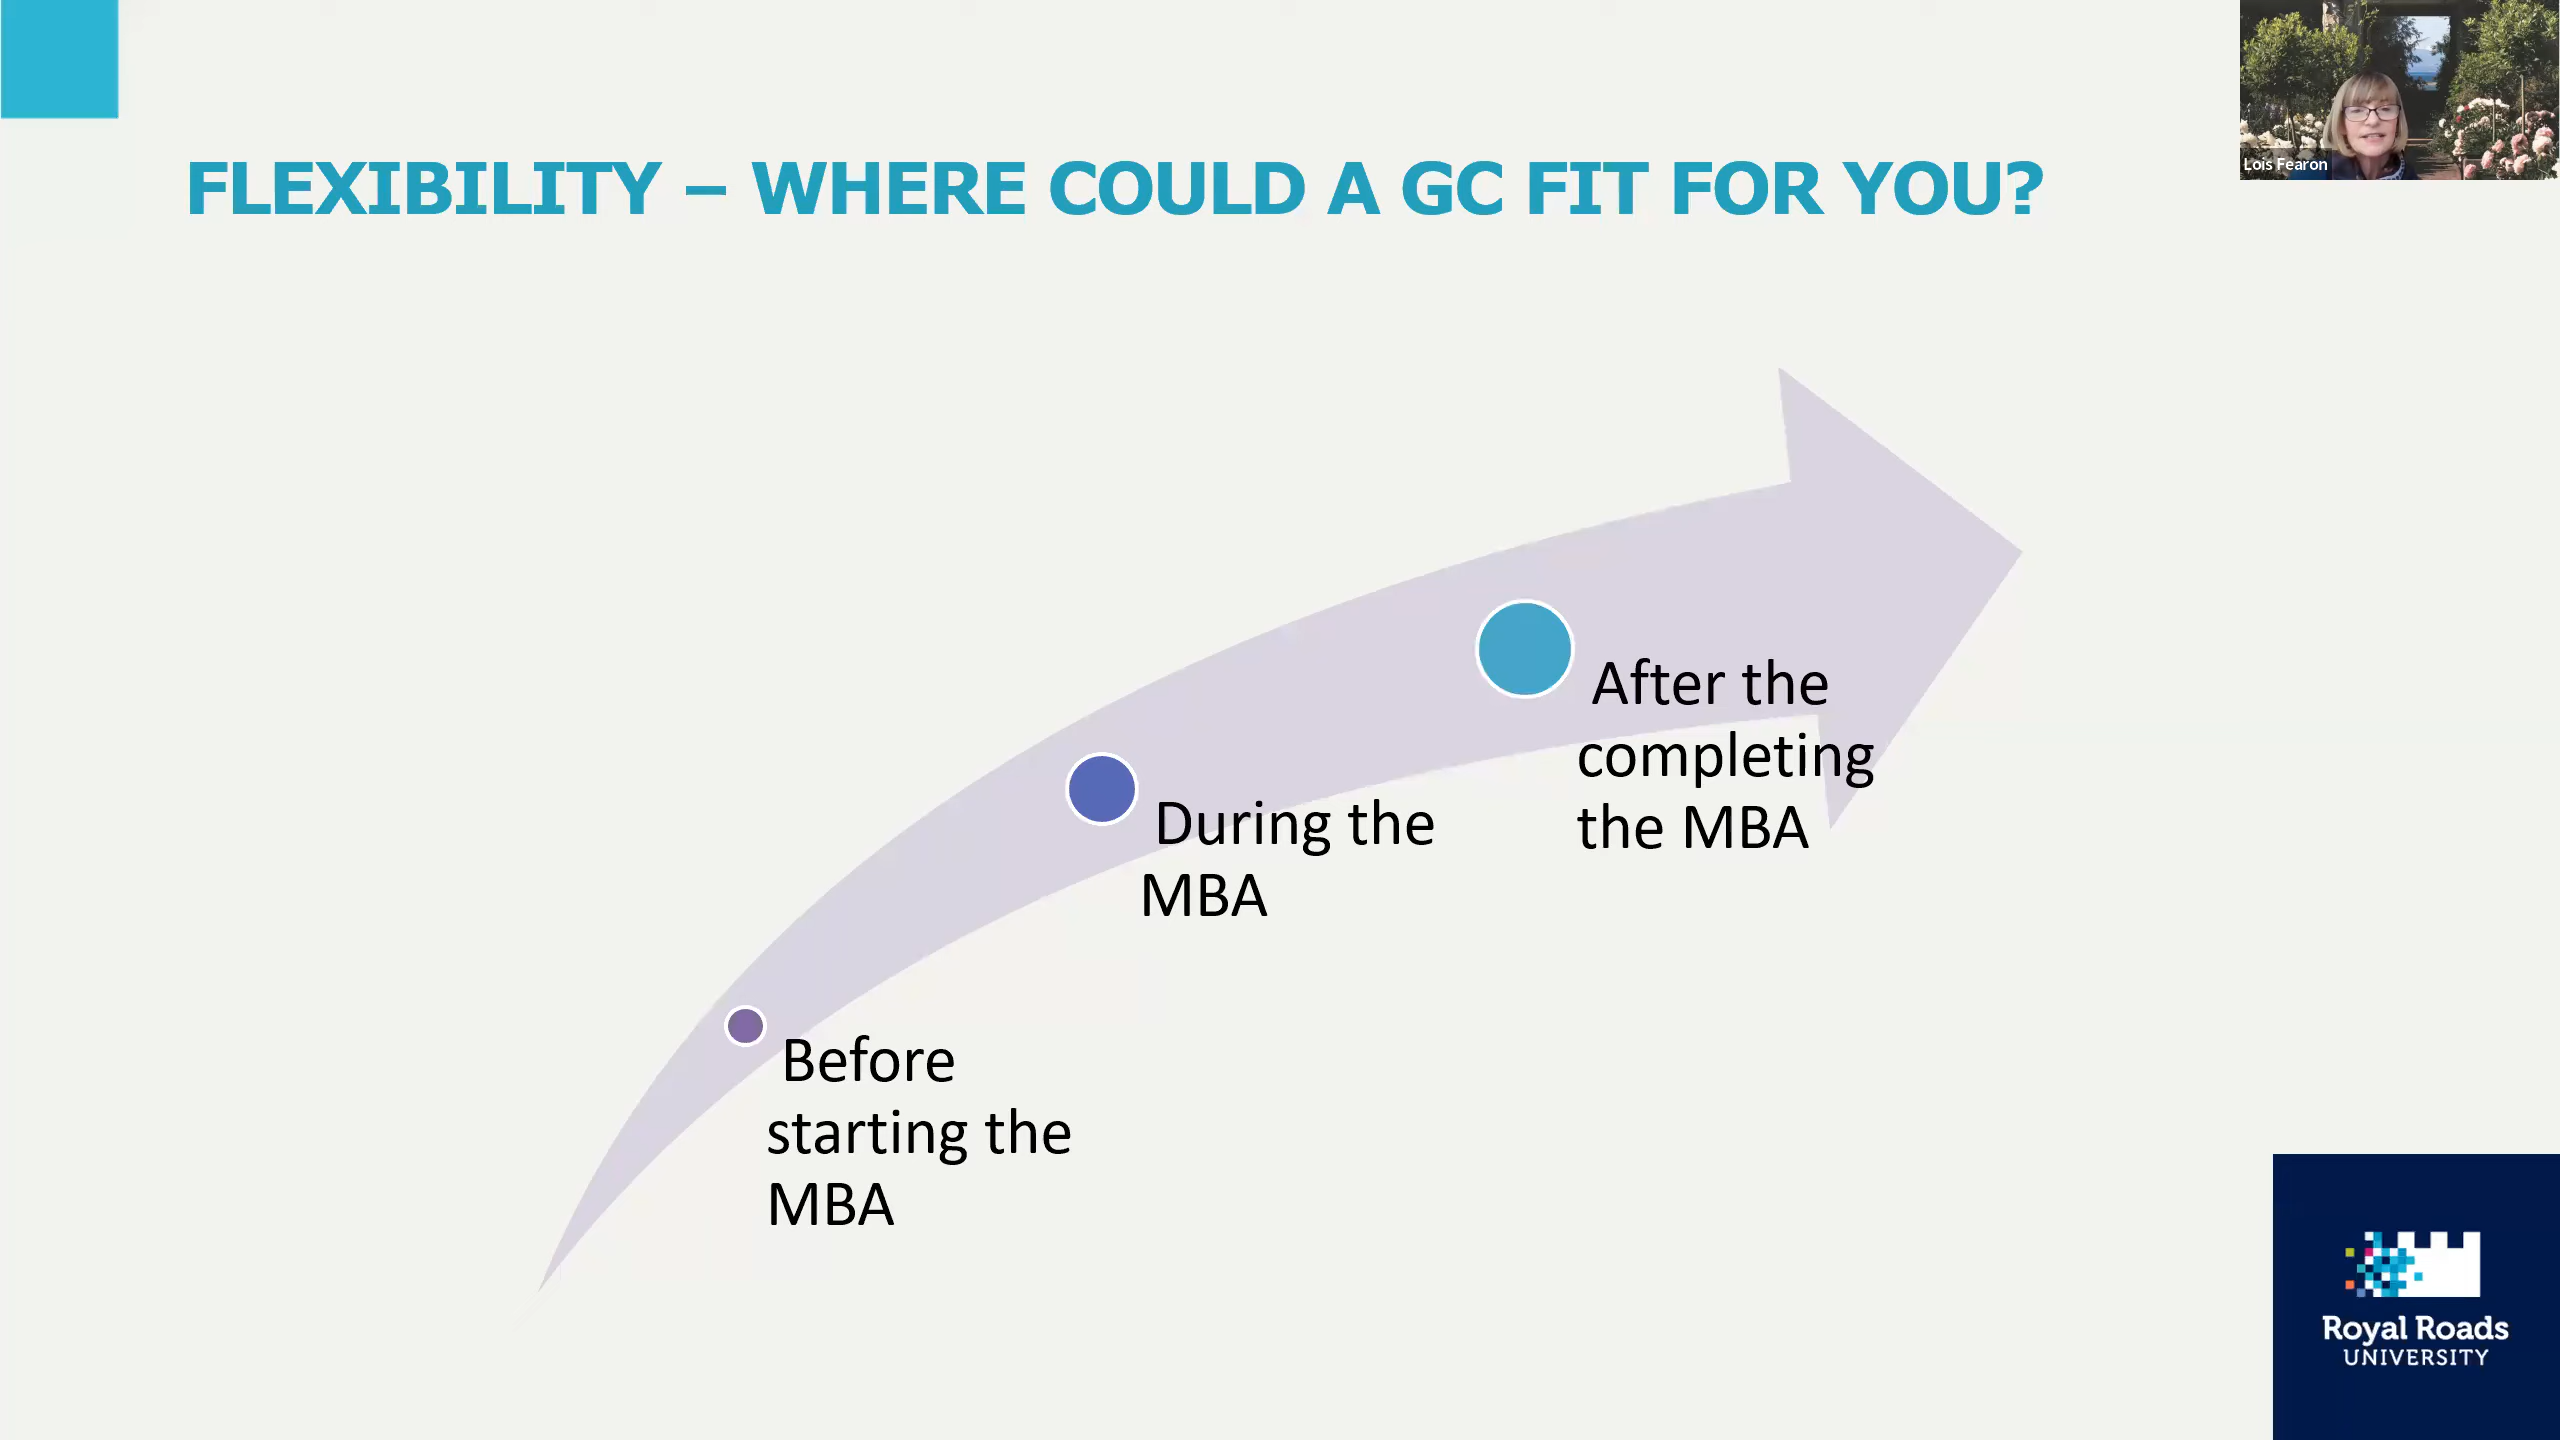 FLEXIBILITY – WHERE COULD A GC FIT FOR YOU?
Lois Fearon
After the
completing
the MBA
During the
MBA
Before
starting the
MBA
Royal Roads
UNIVERSITY